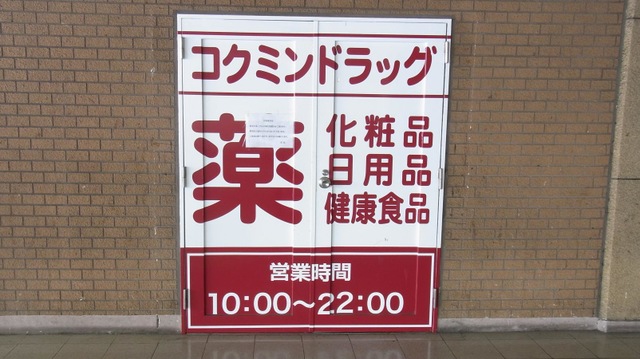 コクミンドラッグ
薬
化粧品
日用品
健康食品
営業時間
10:00〜22:00